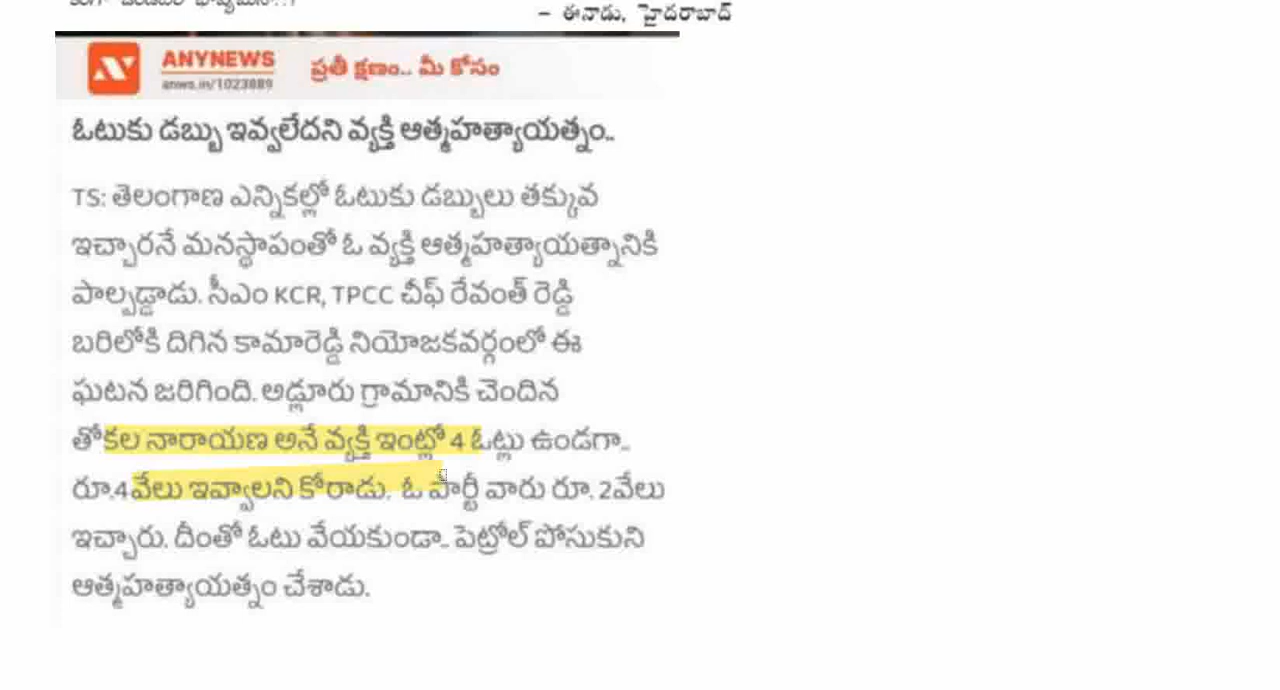 – ఈనాడు, హైదరాబాద్
ANYNEWS
anws.in/1023889
ప్రతీ క్షణం.. మీ కోసం
ఓటుకు డబ్బు ఇవ్వలేదని వ్యక్తి ఆత్మహత్యాయత్నం..
TS: తెలంగాణ ఎన్నికల్లో ఓటుకు డబ్బులు తక్కువ
ఇచ్చారనే మనస్థాపంతో ఓ వ్యక్తి ఆత్మహత్యాయత్నానికి
పాల్పడ్డాడు. సీఎం KCR, TPCC చీఫ్ రేవంత్ రెడ్డి
బరిలోకి దిగిన కామారెడ్డి నియోజకవర్గంలో ఈ
ఘటన జరిగింది. అడ్లూరు గ్రామానికి చెందిన
తోకల నారాయణ అనే వ్యక్తి ఇంట్లో 4 ఓట్లు ఉండగా..
రూ.4వేలు ఇవ్వాలని కోరాడు. ఓ పార్టీ వారు రూ. 2వేలు
ఇచ్చారు. దీంతో ఓటు వేయకుండా.. పెట్రోల్ పోసుకుని
ఆత్మహత్యాయత్నం చేశాడు.